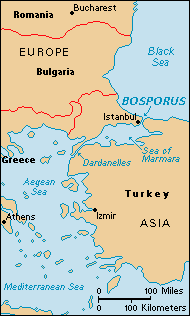 Romania
Bucharest
EUROPE
Black
Sea
Bulgaria
BOSPORUS
Istanbul
Sea of
Marmara
Greece
Dardanelles
Aegean
Sea
Turkey
Athens
Izmir
ASIA
Mediterranean Sea
0 100 Miles
0 100 Kilometers